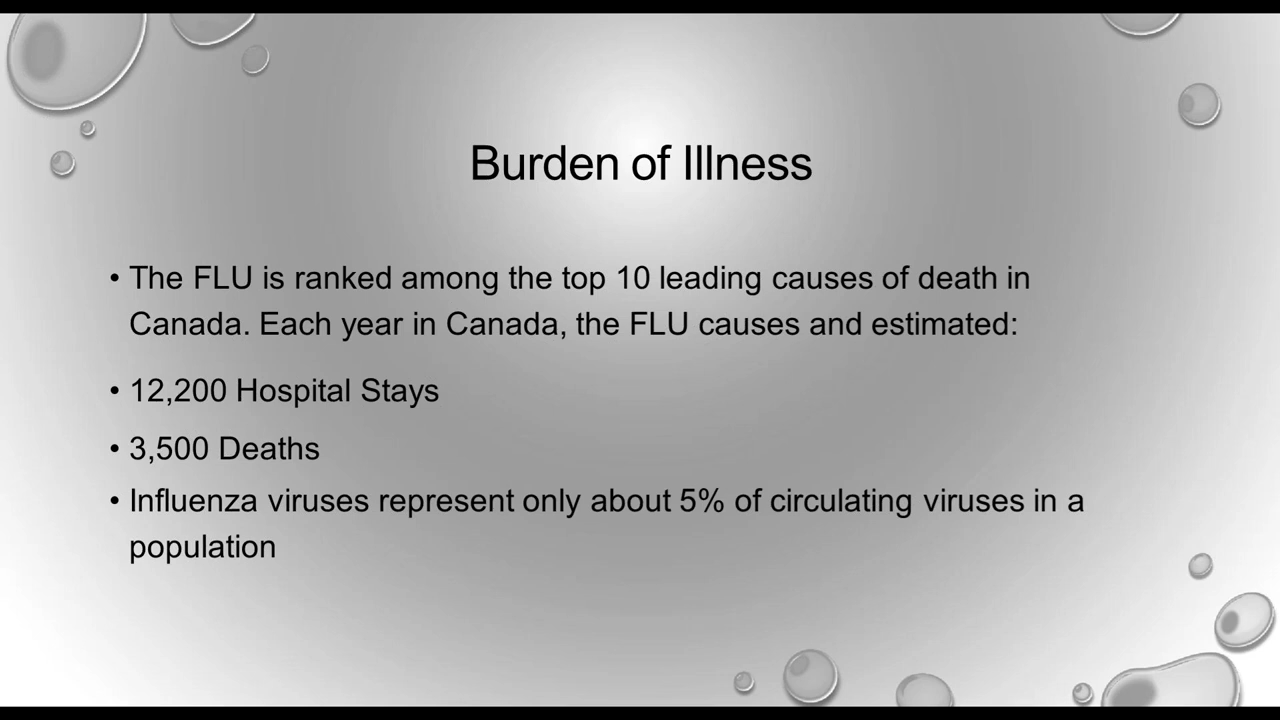 Burden of Illness
• The FLU is ranked among the top 10 leading causes of death in
Canada. Each year in Canada, the FLU causes and estimated:
• 12,200 Hospital Stays
• 3,500 Deaths
• Influenza viruses represent only about 5% of circulating viruses in a
population